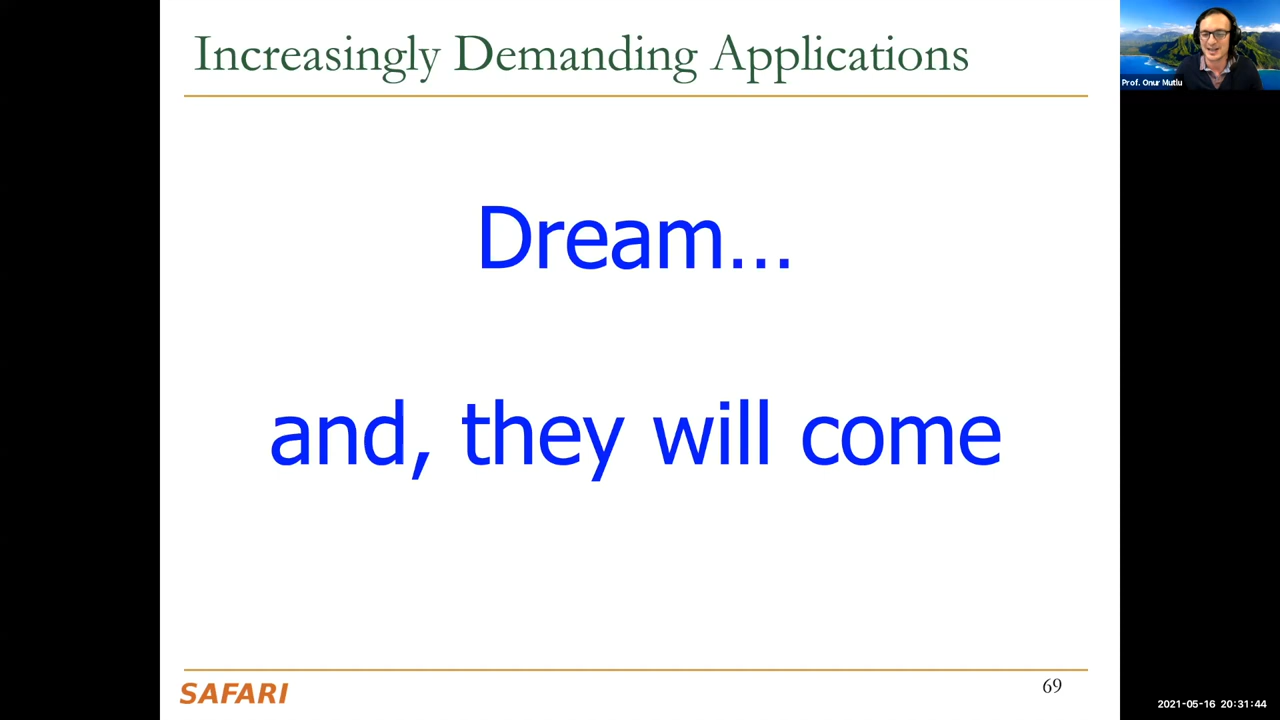 Increasingly Demanding Applications
Prof. Onur Mutlu
Dream...
and, they will come
SAFARI
69
2021-05-16 20:31:44